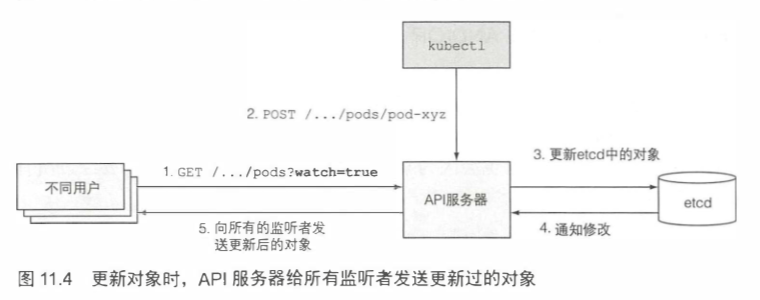 kubectl
2. POST /.../pods/pod-xyz
3. 更新etcd中的对象
1. GET /.../pods?watch=true
不同用户
API服务器
etcd
5. 向所有的监听者发
送更新后的对象
4. 通知修改
图 11.4 更新对象时，API 服务器给所有监听者发送更新过的对象